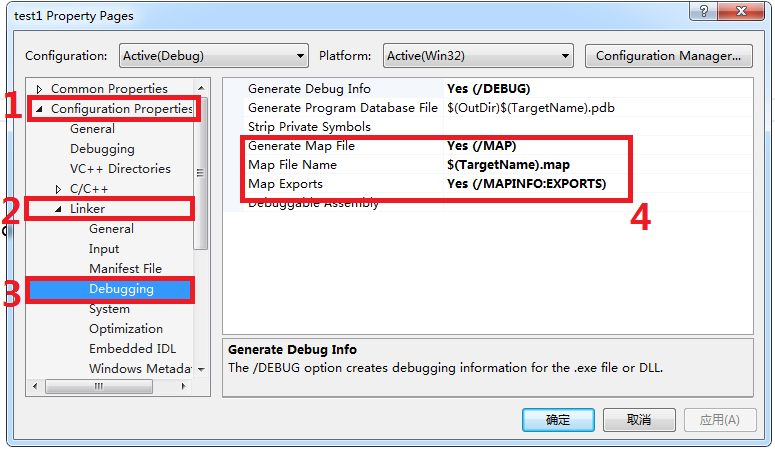 test1 Property Pages
?
Configuration: Active(Debug) Platform: Active(Win32) Configuration Manager...
Common Properties
1 Configuration Properties
General
Debugging
VC++ Directories
C/C++
2 Linker
General
Input
Manifest File
3 Debugging
System
Optimization
Embedded IDL
Windows Metadat
Generate Debug Info Yes (/DEBUG)
Generate Program Database File $(OutDir)$(TargetName).pdb
Strip Private Symbols
Generate Map File Yes (/MAP)
Map File Name $(TargetName).map
Map Exports Yes (/MAPINFO:EXPORTS)
Debuggable Assembly
4
Generate Debug Info
The /DEBUG option creates debugging information for the .exe file or DLL.
确定 取消 应用(A)